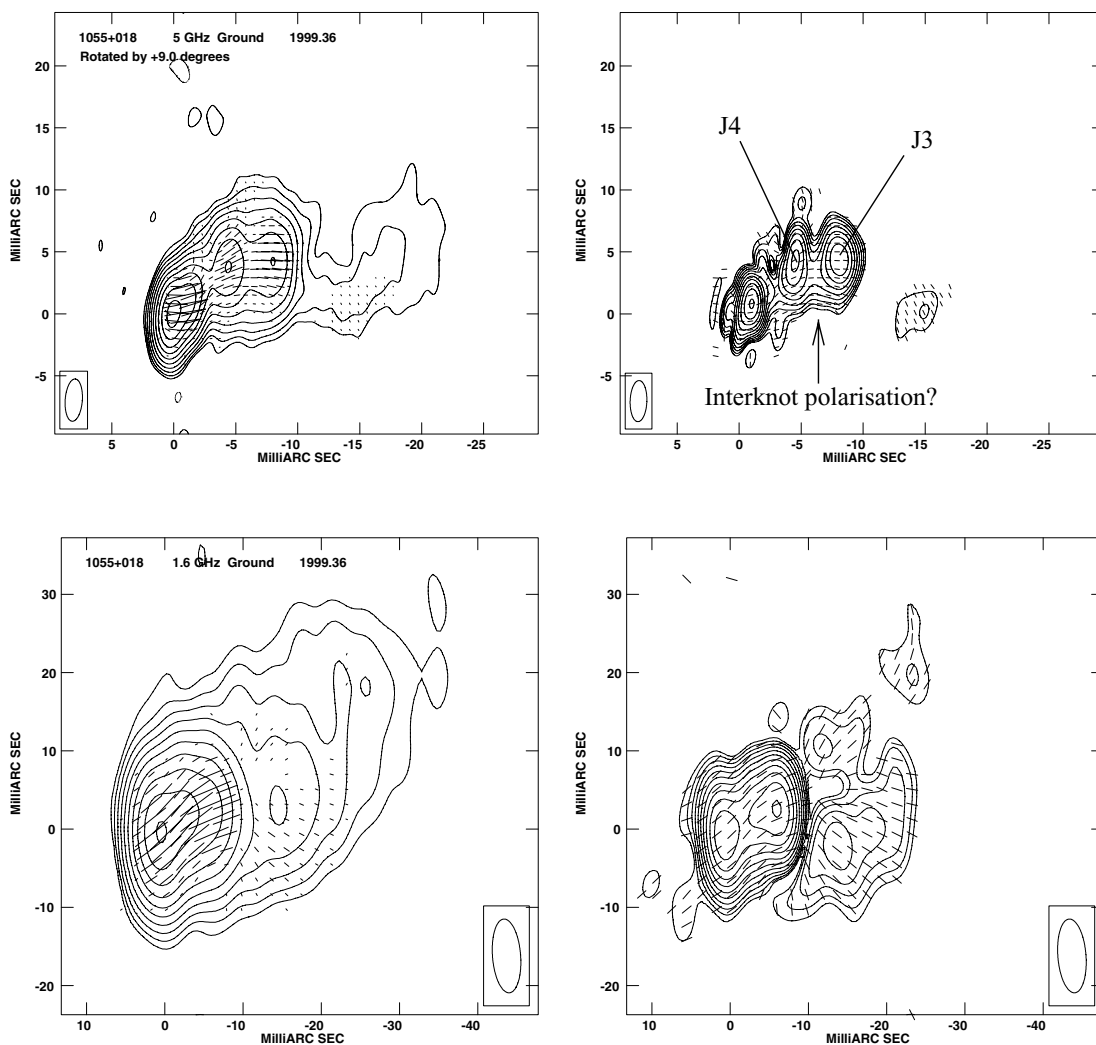 1055+018 5 GHz Ground 1999.36
Rotated by +9.0 degrees
MilliARC SEC
20
15
10
5
0
-5
5 0 -5 -10 -15 -20 -25
MilliARC SEC
J4
J3
Interknot polarisation?
MilliARC SEC
20
15
10
5
0
-5
5 0 -5 -10 -15 -20 -25
MilliARC SEC
1055+018 1.6 GHz Ground 1999.36
MilliARC SEC
30
20
10
0
-10
-20
10 0 -10 -20 -30 -40
MilliARC SEC
MilliARC SEC
30
20
10
0
-10
-20
10 0 -10 -20 -30 -40
MilliARC SEC